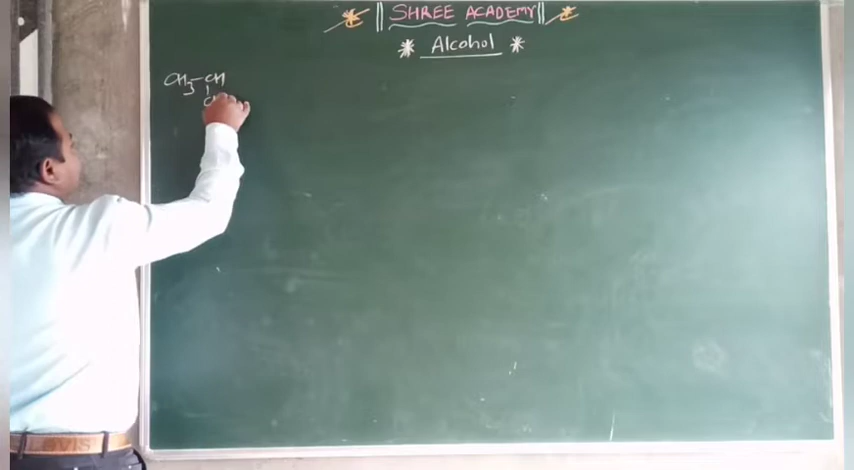 || SHREE ACADEMY ||
* Alcohol *
CH3-CH
|